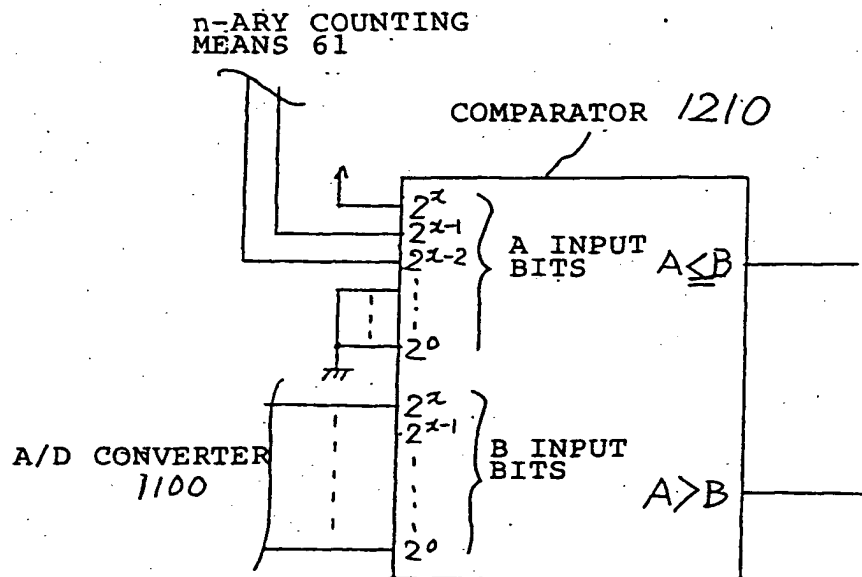 n-ARY COUNTING
MEANS 61
COMPARATOR 1210
2^x
2^x-1
2^x-2
2^0
A INPUT
BITS
A≦B
2^x
2^x-1
2^0
B INPUT
BITS
A>B
A/D CONVERTER
1100